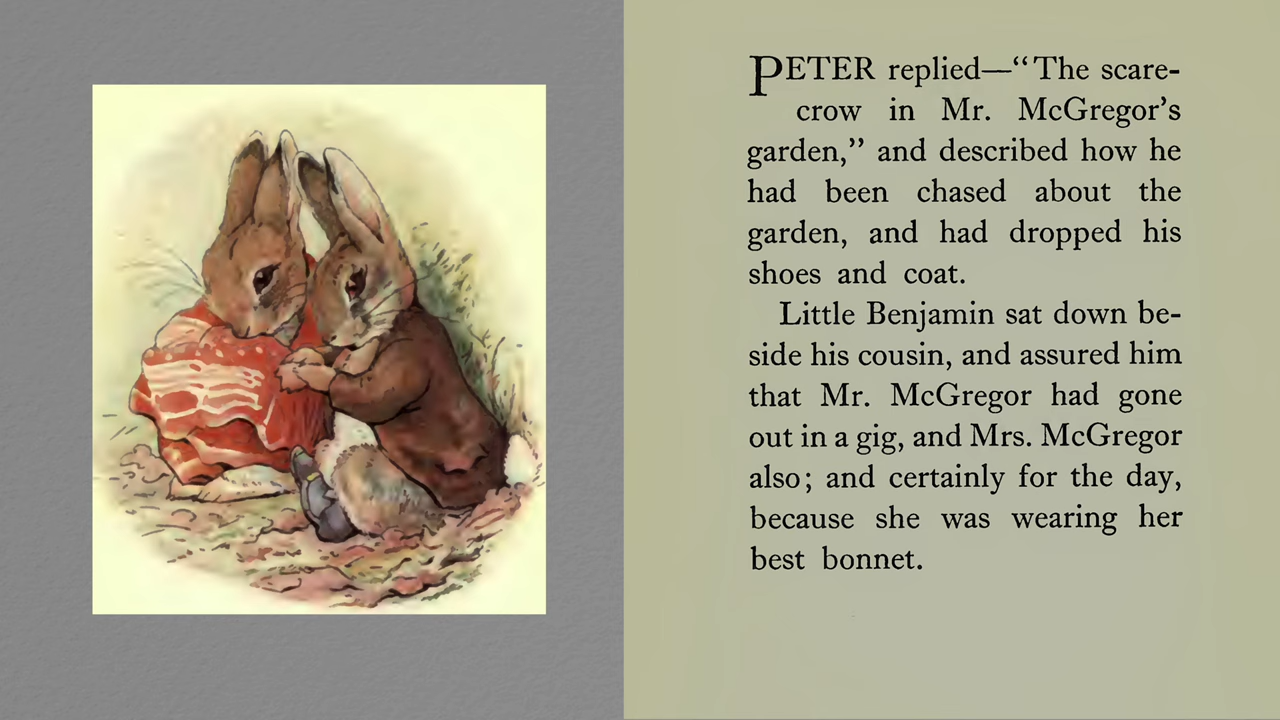 PETER replied—“The scare-
crow in Mr. McGregor’s
garden,” and described how he
had been chased about the
garden, and had dropped his
shoes and coat.
Little Benjamin sat down be-
side his cousin, and assured him
that Mr. McGregor had gone
out in a gig, and Mrs. McGregor
also; and certainly for the day,
because she was wearing her
best bonnet.